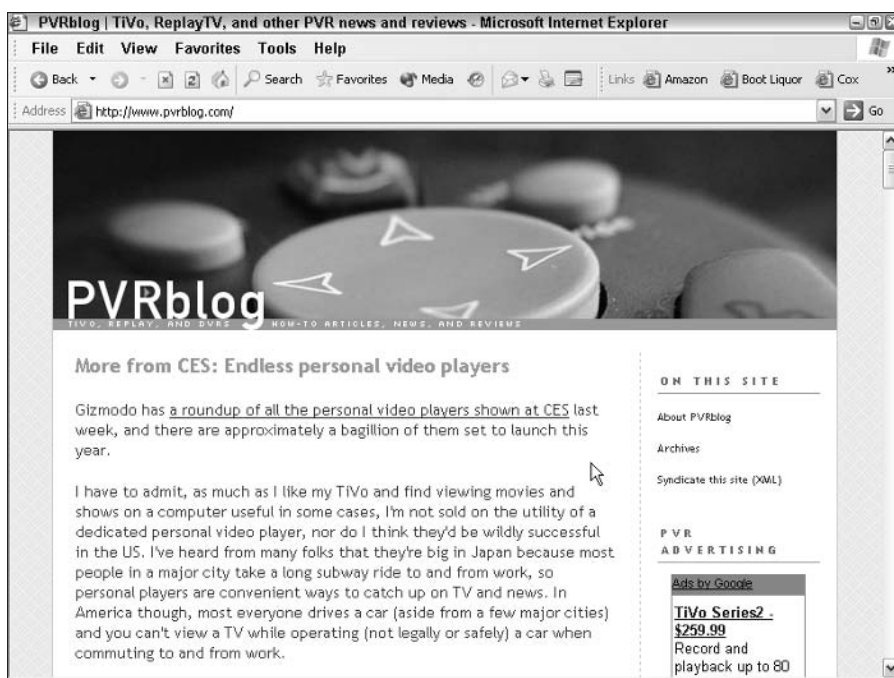 PVRblog | TiVo, ReplayTV, and other PVR news and reviews - Microsoft Internet Explorer
File Edit View Favorites Tools Help
Back Search Favorites Media Links Amazon Boot Liquor Cox »
Address http://www.pvrblog.com/ Go
PVRblog
TIVO, REPLAY, AND DVRS HOW-TO ARTICLES, NEWS, AND REVIEWS
More from CES: Endless personal video players
Gizmodo has a roundup of all the personal video players shown at CES last
week, and there are approximately a bagillion of them set to launch this
year.
I have to admit, as much as I like my TiVo and find viewing movies and
shows on a computer useful in some cases, I'm not sold on the utility of a
dedicated personal video player, nor do I think they'd be wildly successful
in the US. I've heard from many folks that they're big in Japan because most
people in a major city take a long subway ride to and from work, so
personal players are convenient ways to catch up on TV and news. In
America though, most everyone drives a car (aside from a few major cities)
and you can't view a TV while operating (not legally or safely) a car when
commuting to and from work.
ON THIS SITE
About PVRblog
Archives
Syndicate this site (XML)
PVR
ADVERTISING
Ads by Google
TiVo Series2 -
$259.99
Record and
playback up to 80